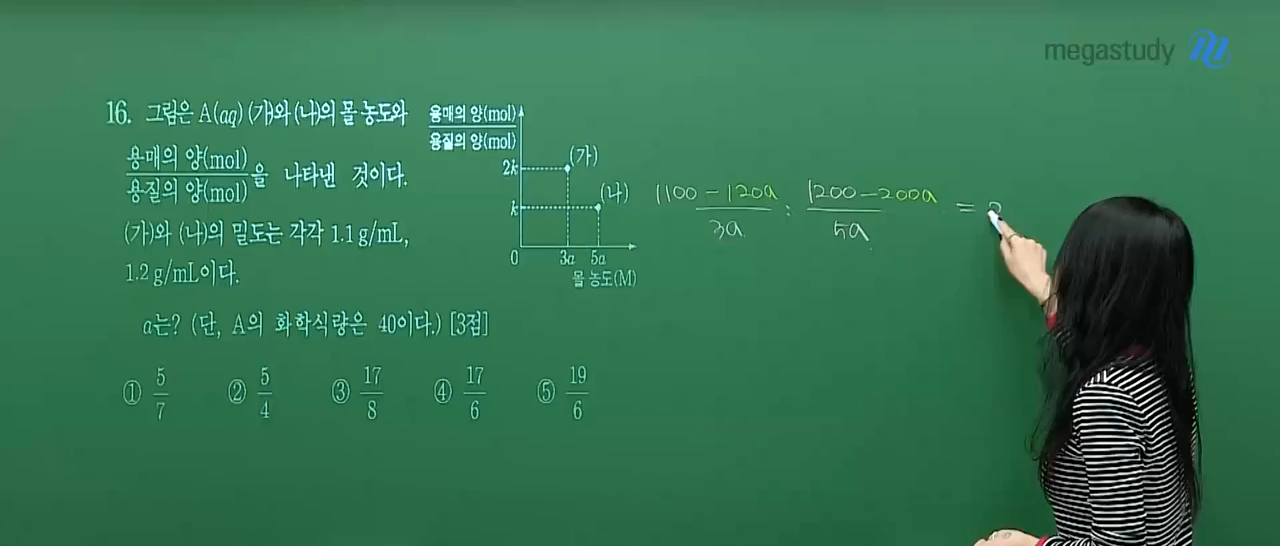 megastudy
16. 그림은 A(aq) (가)와 (나)의 몰 농도와
용매의 양(mol)
용질의 양(mol)
을 나타낸 것이다.
(가)와 (나)의 밀도는 각각 1.1 g/mL,
1.2 g/mL이다.
용매의 양(mol)
용질의 양(mol)
2k
(가)
k
(나)
0
3a
5a
몰 농도(M)
a는? (단, A의 화학식량은 40이다.) [3점]
① 5/7 ② 5/4 ③ 17/8 ④ 17/6 ⑤ 19/6
1100 - 120a : 1200 - 200a =
3a 5a